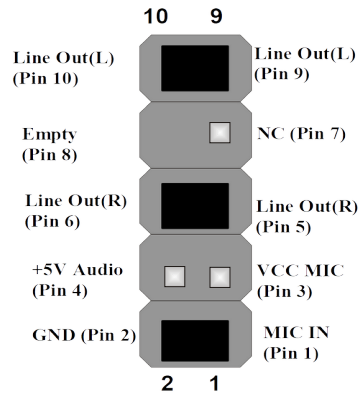 10 9
Line Out(L)
(Pin 10)
Line Out(L)
(Pin 9)
Empty
(Pin 8)
NC (Pin 7)
Line Out(R)
(Pin 6)
Line Out(R)
(Pin 5)
+5V Audio
(Pin 4)
VCC MIC
(Pin 3)
GND (Pin 2)
MIC IN
(Pin 1)
2 1